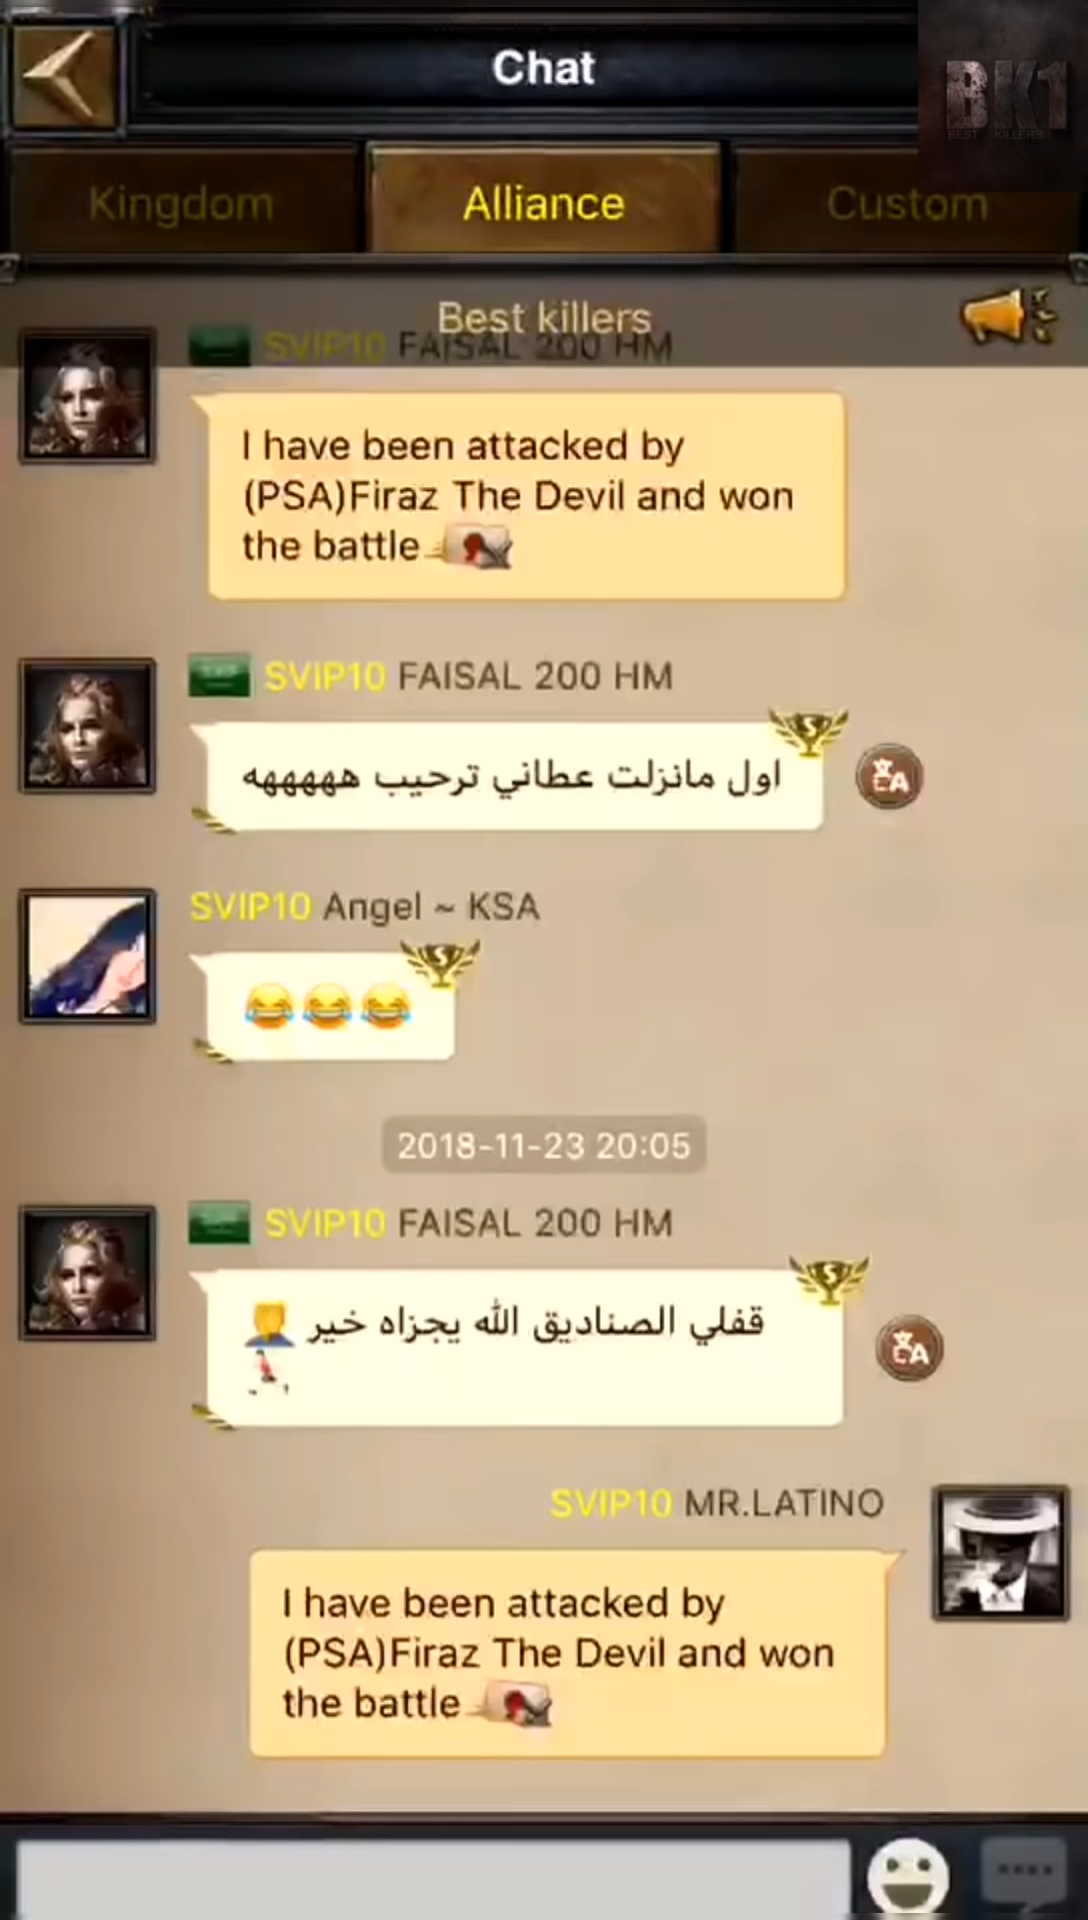 Chat
BK1
BEST KILLERS
Kingdom
Alliance
Custom
Best killers
SVIP10 FAISAL 200 HM
I have been attacked by
(PSA)Firaz The Devil and won
the battle
SVIP10 FAISAL 200 HM
اول مانزلت عطاني ترحيب هههههه
SVIP10 Angel ~ KSA
😂😂😂
2018-11-23 20:05
SVIP10 FAISAL 200 HM
قفلي الصناديق الله يجزاه خير
SVIP10 MR.LATINO
I have been attacked by
(PSA)Firaz The Devil and won
the battle